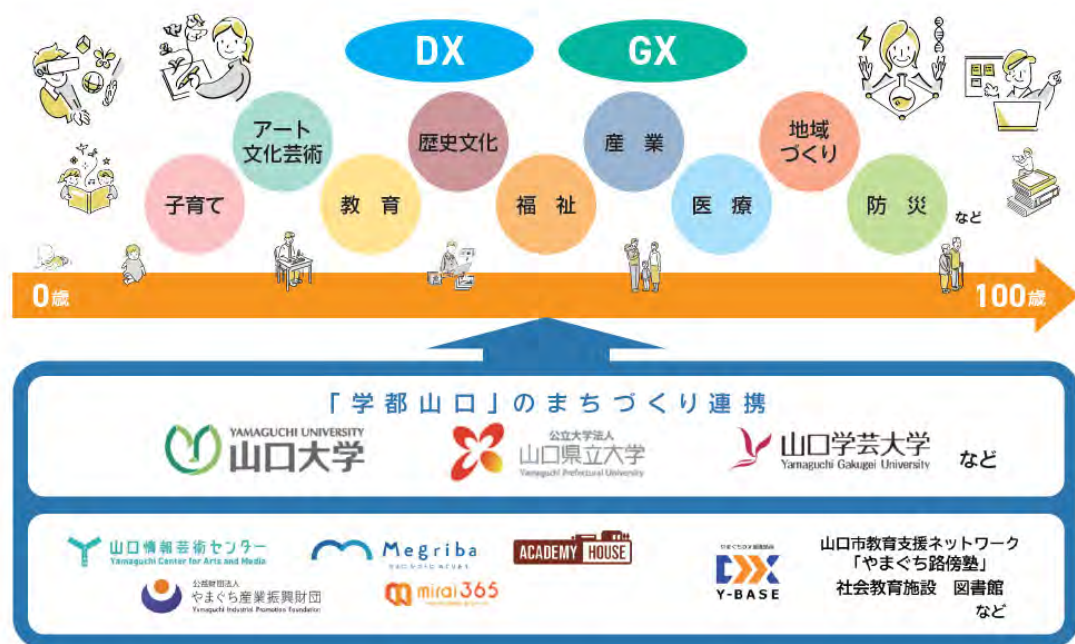 DX
GX
アート
文化芸術
歴史文化
産 業
地域
づくり
子育て
教 育
福 祉
医 療
防 災
など
0歳
100歳
「学都山口」のまちづくり連携
YAMAGUCHI UNIVERSITY
山口大学
公立大学法人
山口県立大学
Yamaguchi Prefectural University
山口学芸大学
Yamaguchi Gakugei University
など
山口情報芸術センター
Yamaguchi Center for Arts and Media
Megriba
ACADEMY HOUSE
Y-BASE
山口市教育支援ネットワーク
「やまぐち路傍塾」
社会教育施設 図書館
など
公益財団法人
やまぐち産業振興財団
Yamaguchi Industrial Promotion Foundation
mirai365